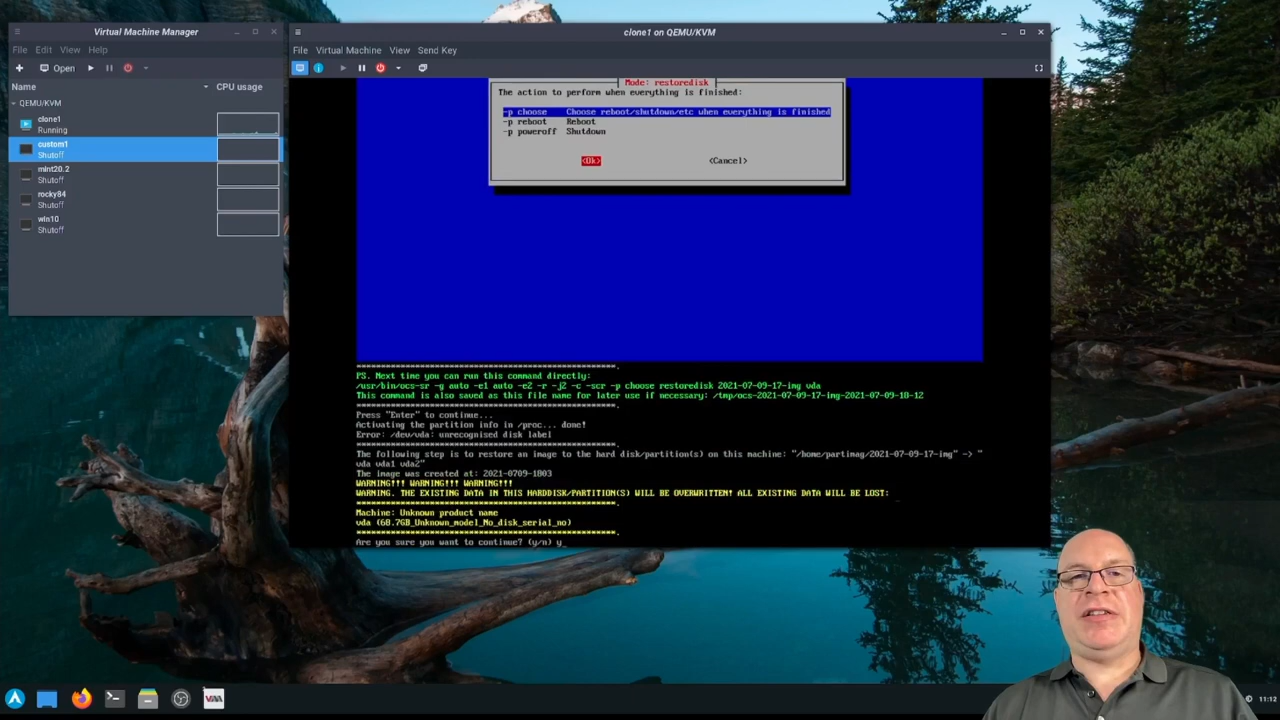 Virtual Machine Manager
File Edit View Help
Open
Name CPU usage
QEMU/KVM
clone1
Running
custom1
Shutoff
mint20.2
Shutoff
rocky84
Shutoff
win10
Shutoff
clone1 on QEMU/KVM
File Virtual Machine View Send Key
Mode: restoredisk
The action to perform when everything is finished:
-p choose Choose reboot/shutdown/etc when everything is finished
-p reboot Reboot
-p poweroff Shutdown
<Ok> <Cancel>
*****************************************************.
PS. Next time you can run this command directly:
/usr/bin/ocs-sr -g auto -e1 auto -e2 -r -j2 -c -scr -p choose restoredisk 2021-07-09-17-img vda
This command is also saved as this file name for later use if necessary: /tmp/ocs-2021-07-09-17-img-2021-07-09-18-12
*****************************************************.
Press "Enter" to continue...
Activating the partition info in /proc... done!
Error: /dev/vda: unrecognised disk label
*****************************************************.
The following step is to restore an image to the hard disk/partition(s) on this machine: "/home/partimag/2021-07-09-17-img" -> "
vda vda1 vda2"
The image was created at: 2021-0709-1803
WARNING!!! WARNING!!! WARNING!!!
WARNING. THE EXISTING DATA IN THIS HARDDISK/PARTITION(S) WILL BE OVERWRITTEN! ALL EXISTING DATA WILL BE LOST:
*****************************************************.
Machine: Unknown product name
vda (68.7GB_Unknown_model_No_disk_serial_no)
*****************************************************.
Are you sure you want to continue? (y/n) y_
11:12